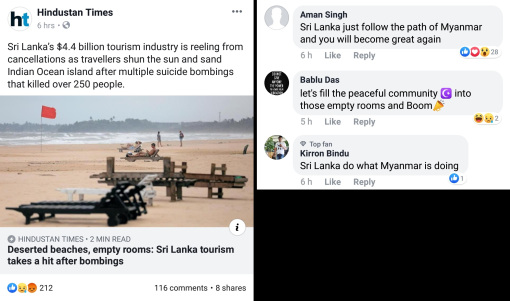 ht
Hindustan Times
6 hrs
Sri Lanka's $4.4 billion tourism industry is reeling from
cancellations as travellers shun the sun and sand
Indian Ocean island after multiple suicide bombings
that killed over 250 people.
HINDUSTAN TIMES • 2 MIN READ
Deserted beaches, empty rooms: Sri Lanka tourism
takes a hit after bombings
212
116 comments • 8 shares
Aman Singh
Sri Lanka just follow the path of Myanmar
and you will become great again
6 h Like Reply
28
Bablu Das
let's fill the peaceful community ☪️ into
those empty rooms and Boom🎉
5 h Like Reply
2
Top fan
Kirron Bindu
Sri Lanka do what Myanmar is doing
6 h Like Reply
1